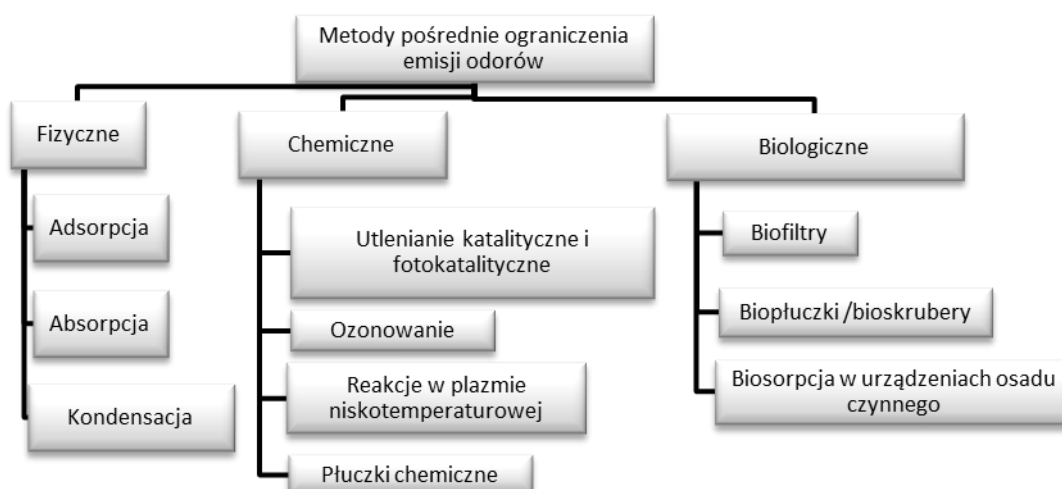 Metody pośrednie ograniczenia
emisji odorów
Fizyczne
Adsorpcja
Absorpcja
Kondensacja
Chemiczne
Utlenianie katalityczne i
fotokatalityczne
Ozonowanie
Reakcje w plazmie
niskotemperaturowej
Płuczki chemiczne
Biologiczne
Biofiltry
Biopłuczki /bioskrubery
Biosorpcja w urządzeniach osadu
czynnego